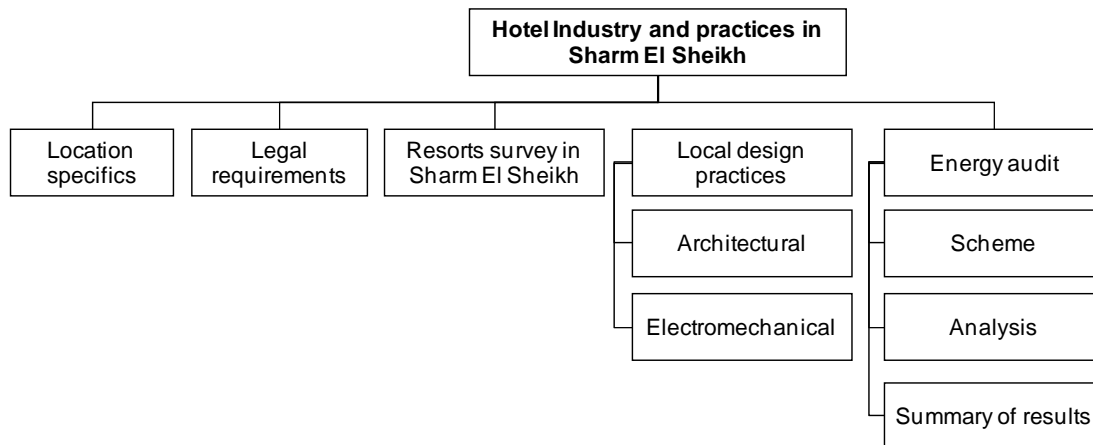 Hotel Industry and practices in
Sharm El Sheikh
Location
specifics
Legal
requirements
Resorts survey in
Sharm El Sheikh
Local design
practices
Energy audit
Architectural
Scheme
Electromechanical
Analysis
Summary of results